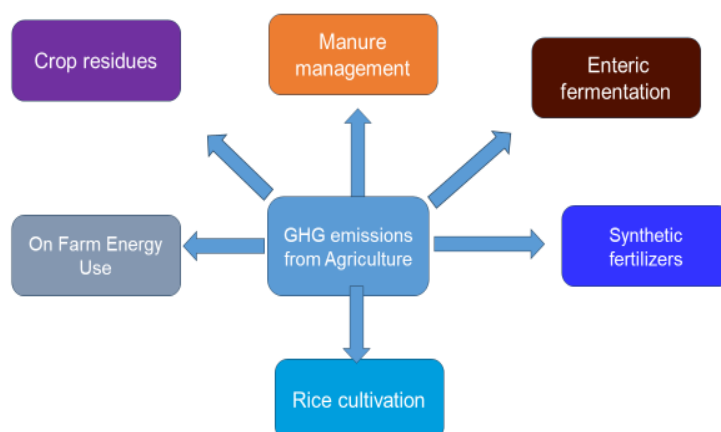 Crop residues
Manure
management
Enteric
fermentation
On Farm Energy
Use
GHG emissions
from Agriculture
Synthetic
fertilizers
Rice cultivation